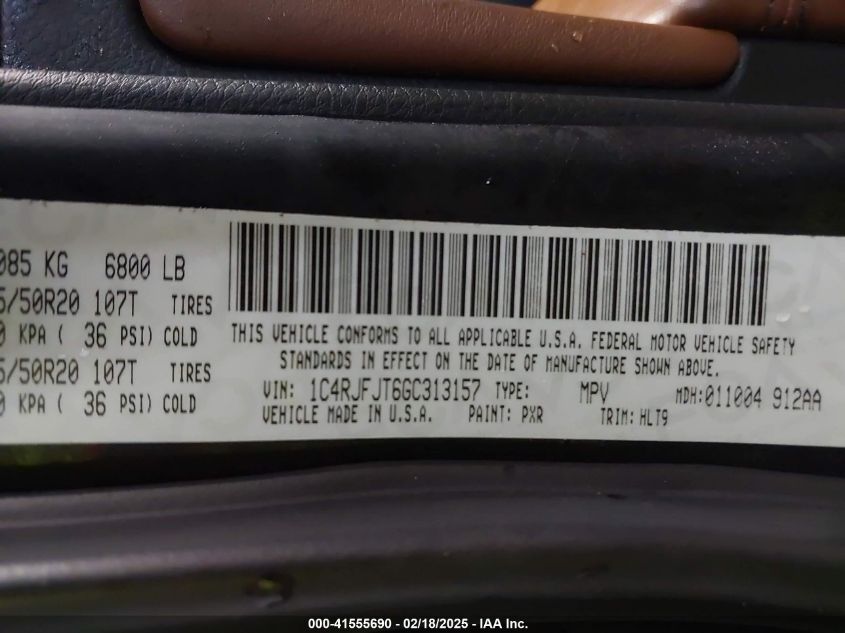 085 KG 6800 LB
5/50R20 107T TIRES
0 KPA ( 36 PSI) COLD
5/50R20 107T TIRES
0 KPA ( 36 PSI) COLD
THIS VEHICLE CONFORMS TO ALL APPLICABLE U.S.A. FEDERAL MOTOR VEHICLE SAFETY
STANDARDS IN EFFECT ON THE DATE OF MANUFACTURE SHOWN ABOVE.
VIN: 1C4RJFJT6GC313157 TYPE: MPV MDH:011004 912AA
VEHICLE MADE IN U.S.A. PAINT: PXR TRIM: HLT9
000-41555690 - 02/18/2025 - IAA Inc.